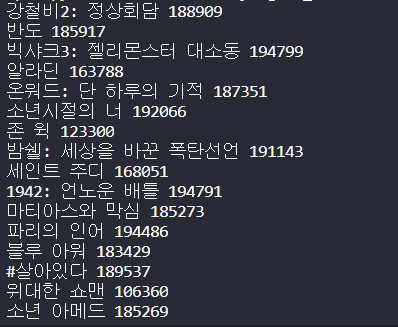 강철비2: 정상회담 188909
반도 185917
빅샤크3: 젤리몬스터 대소동 194799
알라딘 163788
온워드: 단 하루의 기적 187351
소년시절의 너 192066
존 윅 123300
밤쉘: 세상을 바꾼 폭탄선언 191143
세인트 주디 168051
1942: 언노운 배틀 194791
마티아스와 막심 185273
파리의 인어 194486
블루 아워 183429
#살아있다 189537
위대한 쇼맨 106360
소년 아메드 185269